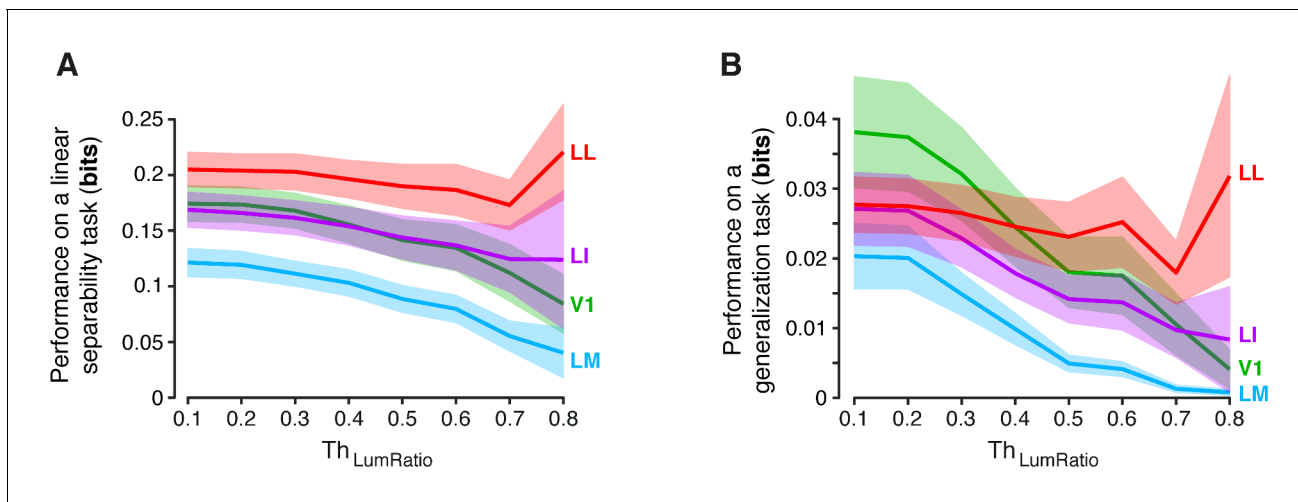 A
Performance on a linear
separability task (bits)
0.25
0.2
0.15
0.1
0.05
0
0.1 0.2 0.3 0.4 0.5 0.6 0.7 0.8
Th LumRatio
LL
LI
V1
LM
B
Performance on a
generalization task (bits)
0.04
0.03
0.02
0.01
0
0.1 0.2 0.3 0.4 0.5 0.6 0.7 0.8
Th LumRatio
LL
LI
V1
LM